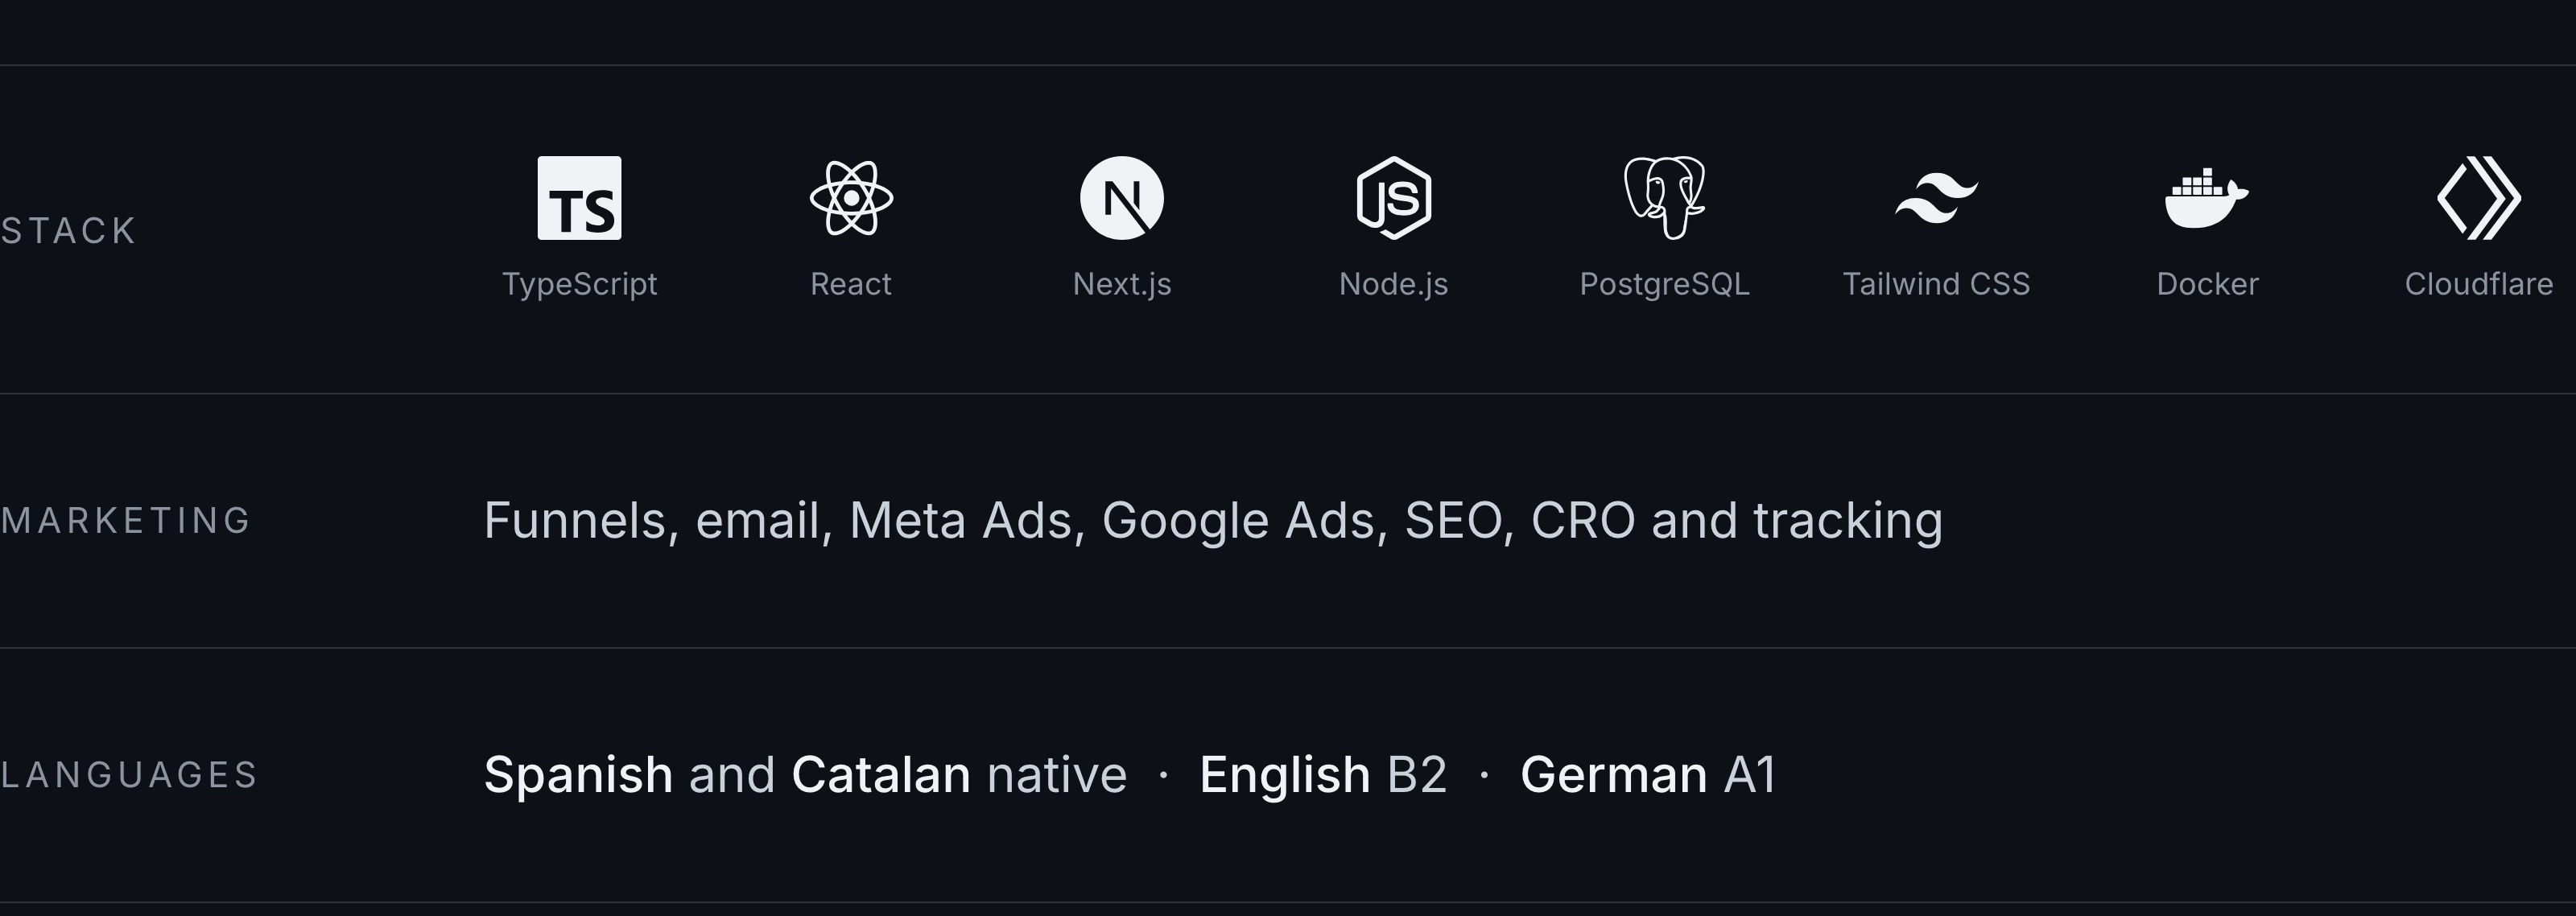 STACK
TS
TypeScript
React
N
Next.js
JS
Node.js
PostgreSQL
Tailwind CSS
Docker
Cloudflare
MARKETING
Funnels, email, Meta Ads, Google Ads, SEO, CRO and tracking
LANGUAGES
Spanish and Catalan native · English B2 · German A1